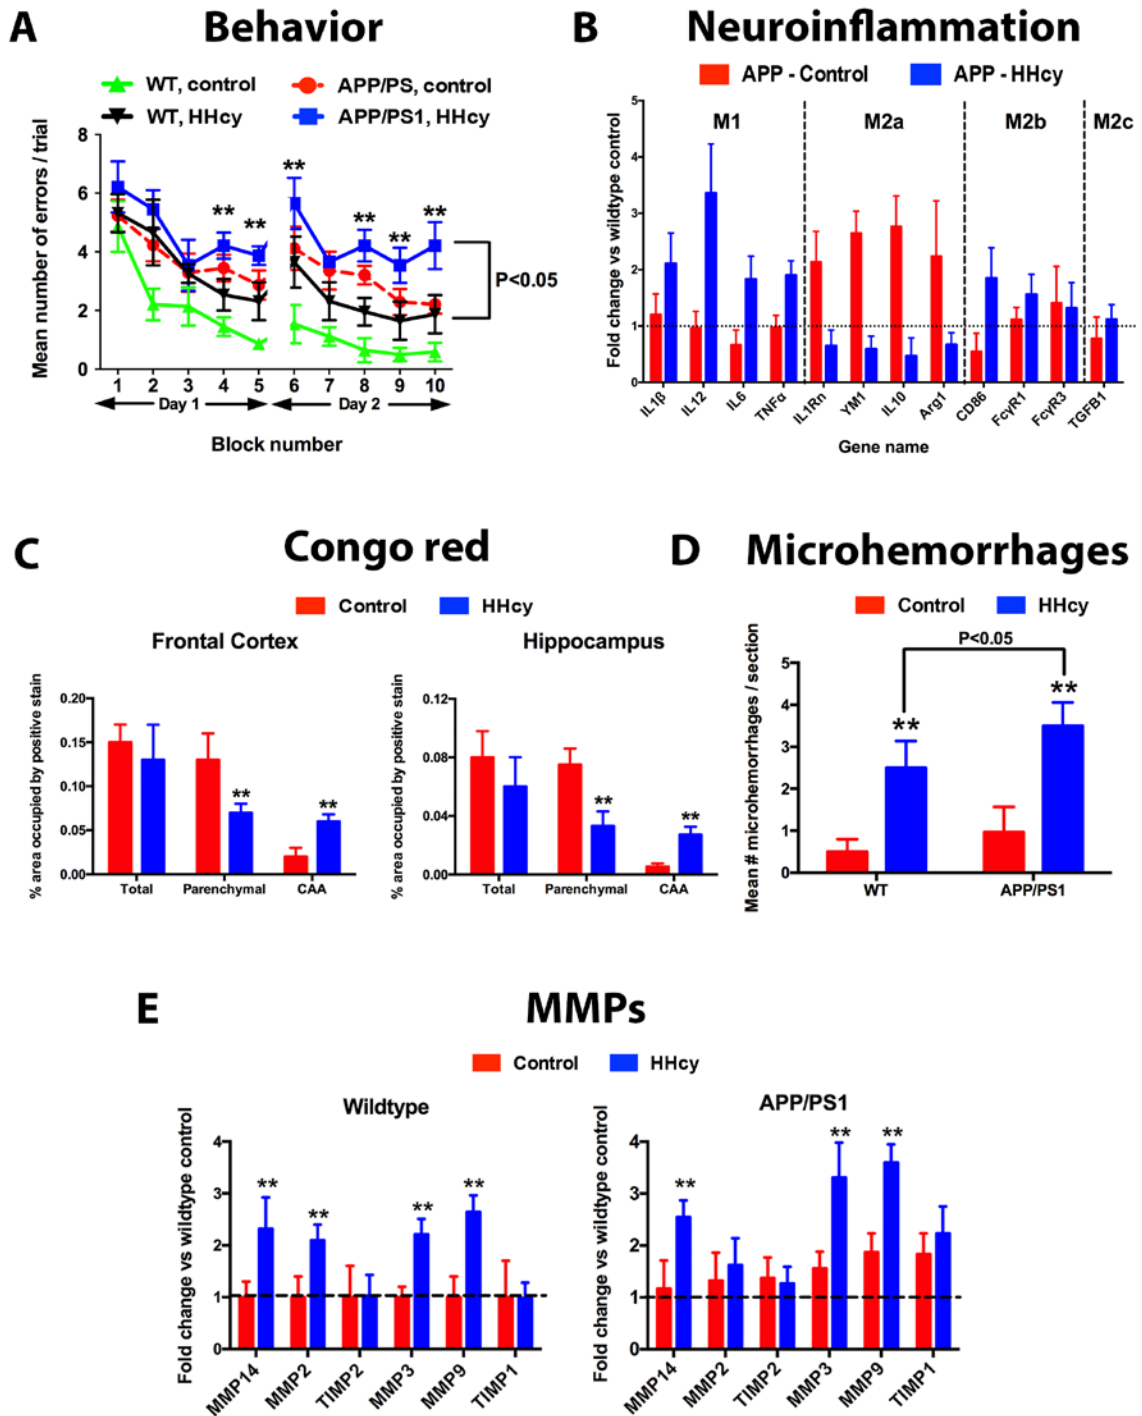 A Behavior
WT, control APP/PS, control
WT, HHcy APP/PS1, HHcy
Mean number of errors / trial
8
6
4
2
0
** ** ** ** ** **
P<0.05
1 2 3 4 5 6 7 8 9 10
Day 1 Day 2
Block number
B Neuroinflammation
APP - Control APP - HHcy
Fold change vs wildtype control
5
4
3
2
1
0
M1 M2a M2b M2c
IL1β IL12 IL6 TNFα IL1Rn YM1 IL10 Arg1 CD86 FcγR1 FcγR3 TGFB1
Gene name
C Congo red
Control HHcy
Frontal Cortex
% area occupied by positive stain
0.20
0.15
0.10
0.05
0.00
** **
Total Parenchymal CAA
Hippocampus
% area occupied by positive stain
0.12
0.08
0.04
0.00
** **
Total Parenchymal CAA
D Microhemorrhages
Control HHcy
P<0.05
Mean # microhemorrhages / section
5
4
3
2
1
0
** **
WT APP/PS1
E MMPs
Control HHcy
Wildtype
Fold change vs wildtype control
4
3
2
1
0
** ** ** **
MMP14 MMP2 TIMP2 MMP3 MMP9 TIMP1
APP/PS1
Fold change vs wildtype control
4
3
2
1
0
** ** **
MMP14 MMP2 TIMP2 MMP3 MMP9 TIMP1